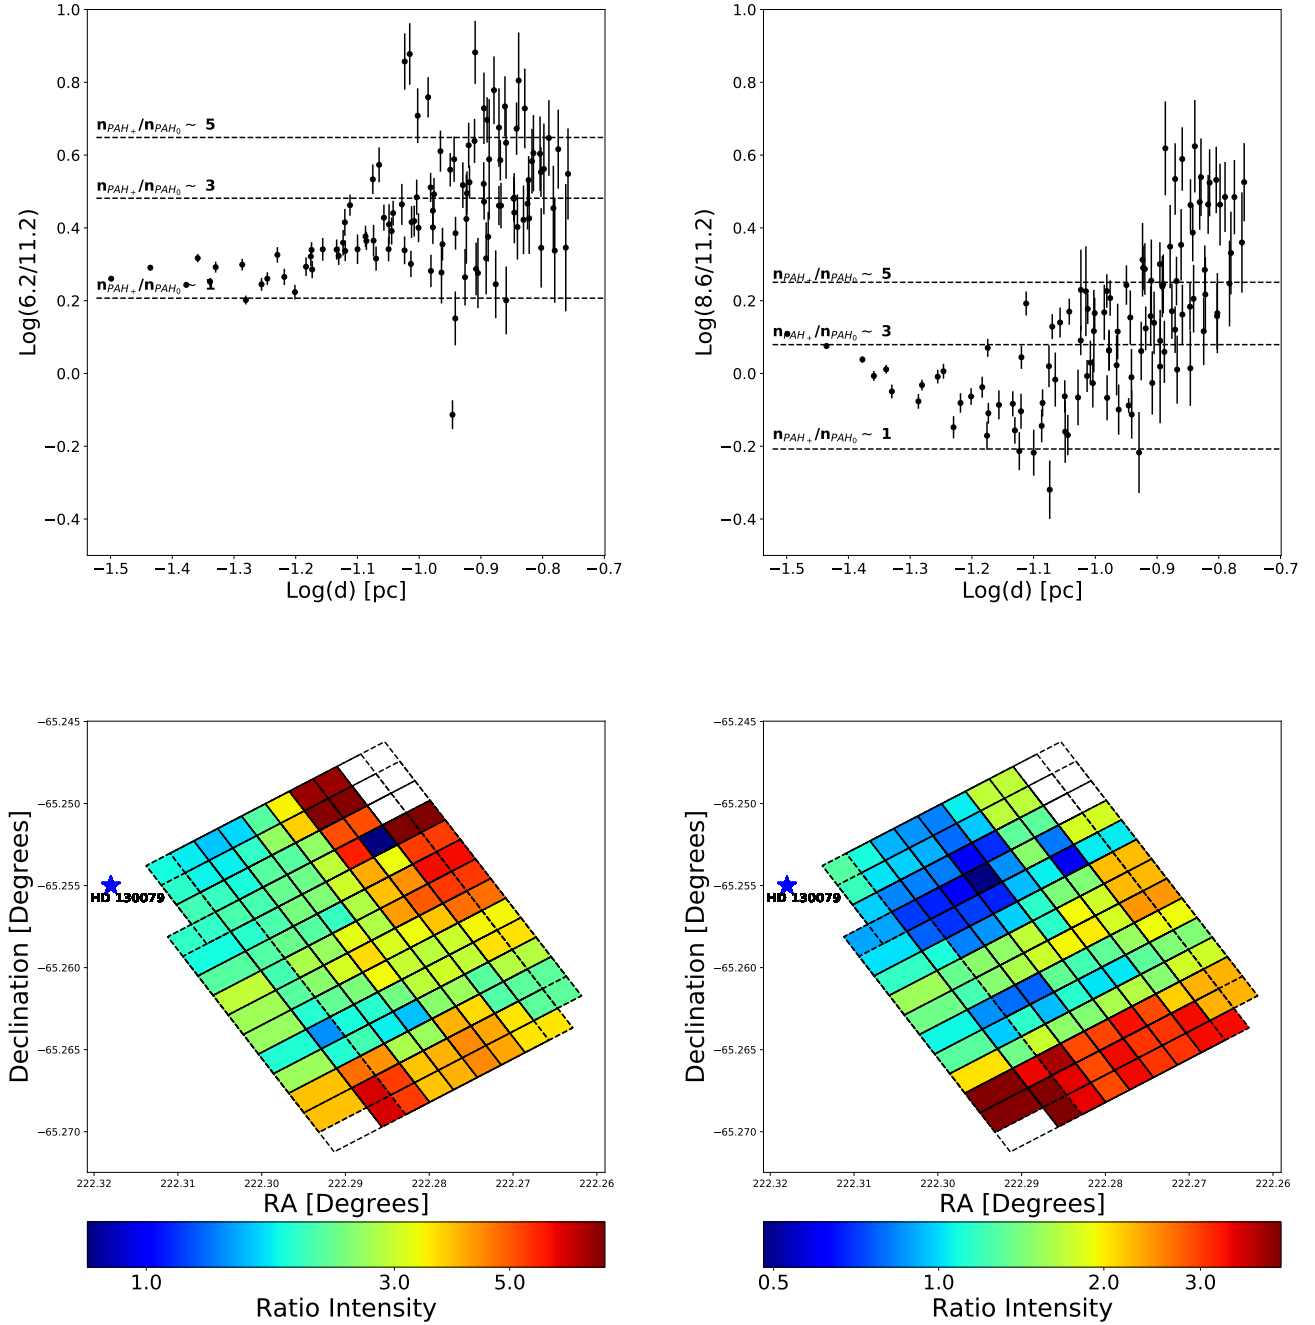 1.0
0.8
0.6
0.4
0.2
0.0
−0.2
−0.4
Log(6.2/11.2)
n_PAH+/n_PAH0 ~ 5
n_PAH+/n_PAH0 ~ 3
n_PAH+/n_PAH0 ~ 1
−1.5 −1.4 −1.3 −1.2 −1.1 −1.0 −0.9 −0.8 −0.7
Log(d) [pc]
1.0
0.8
0.6
0.4
0.2
0.0
−0.2
−0.4
Log(8.6/11.2)
n_PAH+/n_PAH0 ~ 5
n_PAH+/n_PAH0 ~ 3
n_PAH+/n_PAH0 ~ 1
−1.5 −1.4 −1.3 −1.2 −1.1 −1.0 −0.9 −0.8 −0.7
Log(d) [pc]
−65.245
−65.250
−65.255
−65.260
−65.265
−65.270
Declination [Degrees]
HD 130079
222.32 222.31 222.30 222.29 222.28 222.27 222.26
RA [Degrees]
1.0 3.0 5.0
Ratio Intensity
−65.245
−65.250
−65.255
−65.260
−65.265
−65.270
Declination [Degrees]
HD 130079
222.32 222.31 222.30 222.29 222.28 222.27 222.26
RA [Degrees]
0.5 1.0 2.0 3.0
Ratio Intensity